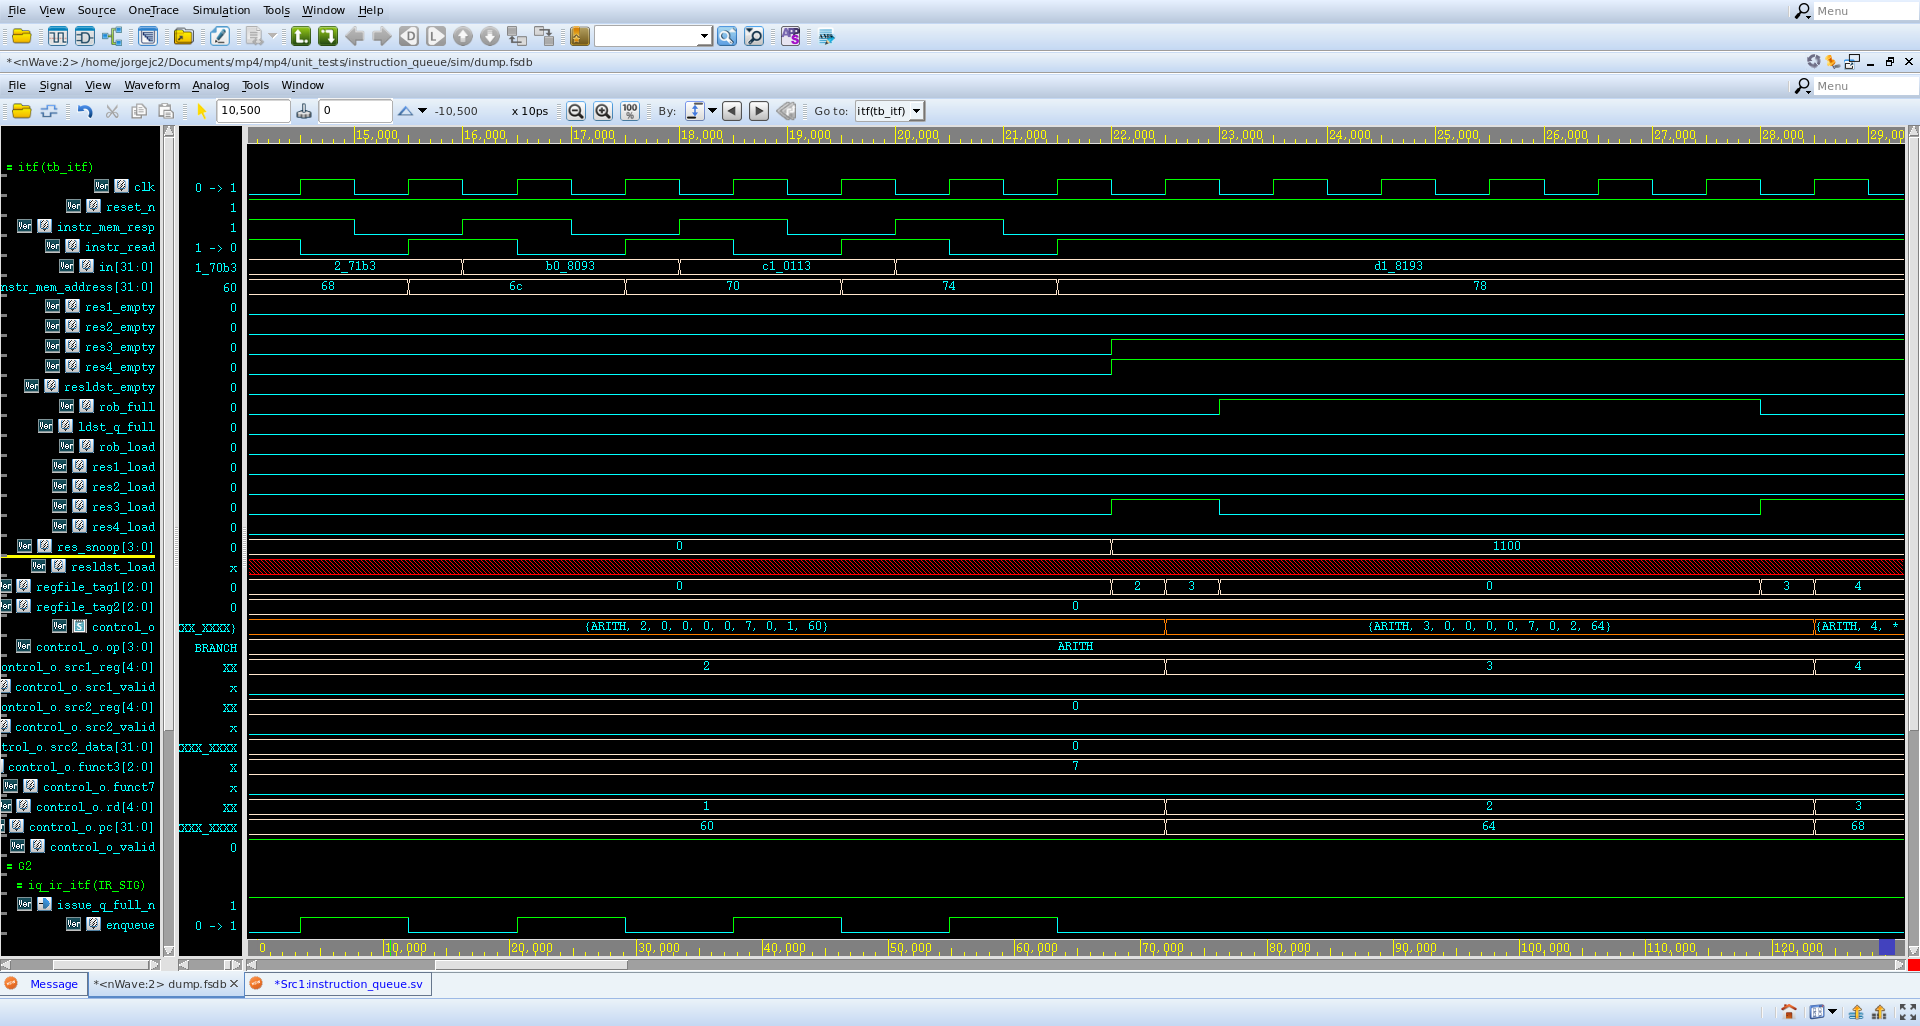 File View Source OneTrace Simulation Tools Window Help
Menu
*<nWave:2> /home/jorgejc2/Documents/mp4/mp4/unit_tests/instruction_queue/sim/dump.fsdb
File Signal View Waveform Analog Tools Window
Menu
10,500 0 -10,500 x 10ps 100 % By: Go to: itf(tb_itf)
15,000 16,000 17,000 18,000 19,000 20,000 21,000 22,000 23,000 24,000 25,000 26,000 27,000 28,000 29,00
= itf(tb_itf)
clk 0 -> 1
reset_n 1
instr_mem_resp 1
instr_read 1 -> 0
in[31:0] 1_70b3 2_71b3 b0_8093 c1_0113 d1_8193
nstr_mem_address[31:0] 60 68 6c 70 74 78
res1_empty 0
res2_empty 0
res3_empty 0
res4_empty 0
resldst_empty 0
rob_full 0
ldst_q_full 0
rob_load 0
res1_load 0
res2_load 0
res3_load 0
res4_load 0
res_snoop[3:0] 0 0 1100
resldst_load x
regfile_tag1[2:0] 0 0 2 3 0 3 4
regfile_tag2[2:0] 0 0
control_o XX_XXXX} {ARITH, 2, 0, 0, 0, 0, 7, 0, 1, 60} {ARITH, 3, 0, 0, 0, 0, 7, 0, 2, 64} {ARITH, 4, *
control_o.op[3:0] BRANCH ARITH
ontrol_o.src1_reg[4:0] XX 2 3 4
control_o.src1_valid x
ontrol_o.src2_reg[4:0] XX 0
control_o.src2_valid x
trol_o.src2_data[31:0] XXX_XXXX 0
control_o.funct3[2:0] X 7
control_o.funct7 x
control_o.rd[4:0] XX 1 2 3
control_o.pc[31:0] XXX_XXXX 60 64 68
control_o_valid 0
= G2
= iq_ir_itf(IR_SIG)
issue_q_full_n 1
enqueue 0 -> 1
0 10,000 20,000 30,000 40,000 50,000 60,000 70,000 80,000 90,000 100,000 110,000 120,000
Message *<nWave:2> dump.fsdb *Src1:instruction_queue.sv